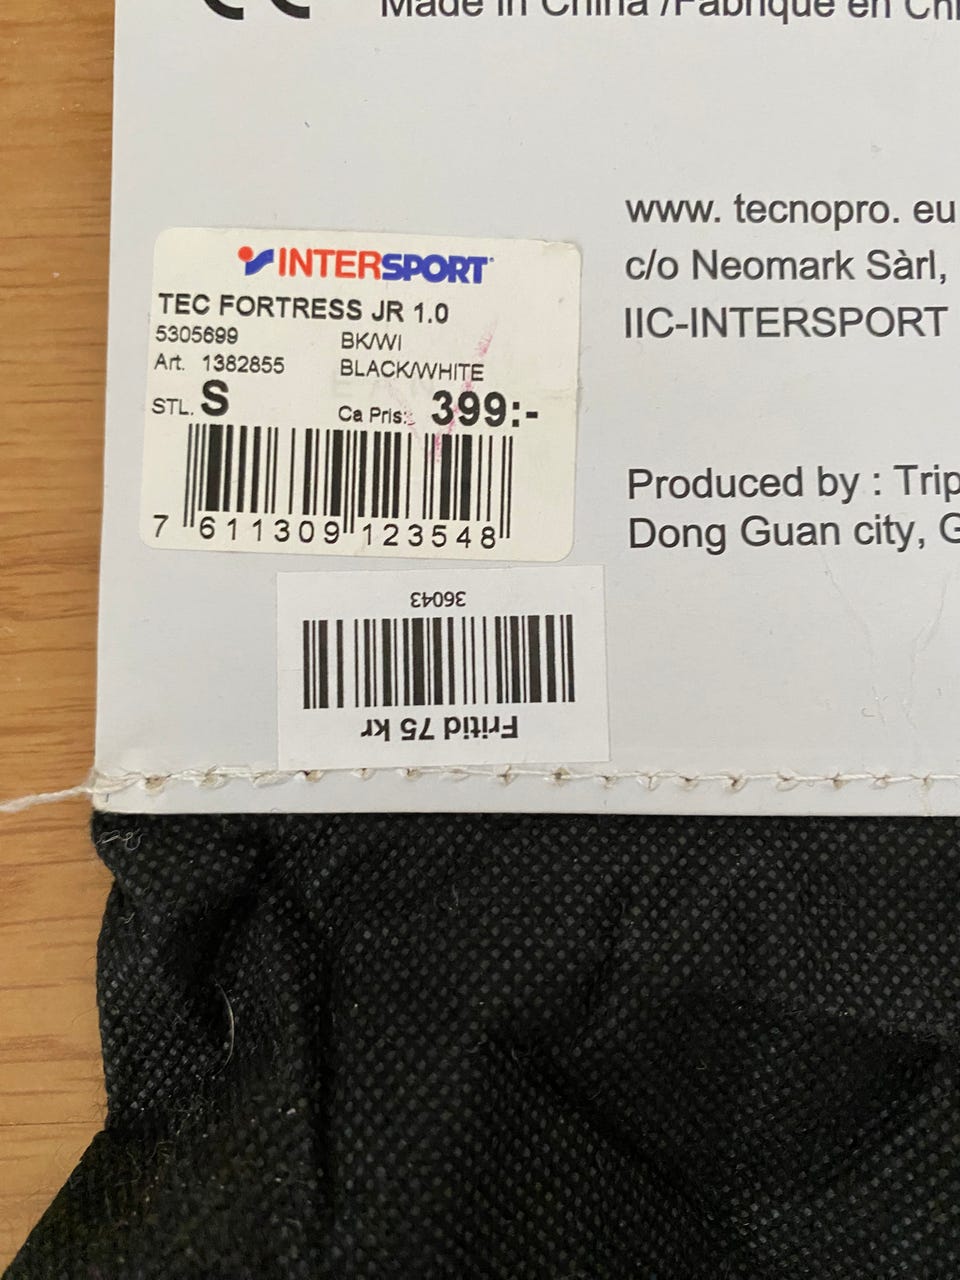 Made in China /Fabrique en Chi
www. tecnopro. eu
c/o Neomark Sàrl,
IIC-INTERSPORT
INTERSPORT
TEC FORTRESS JR 1.0
5305699 BK/WI
Art. 1382855 BLACK/WHITE
STL. S Ca Pris: 399:-
7 611309 123548
Produced by : Trip
Dong Guan city, G
36043
Fritid 75 kr